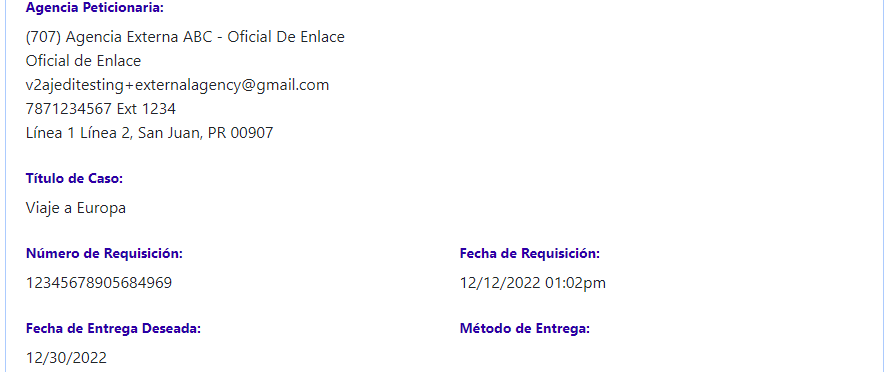 Agencia Peticionaria:
(707) Agencia Externa ABC - Oficial De Enlace
Oficial de Enlace
v2ajeditesting+externalagency@gmail.com
7871234567 Ext 1234
Línea 1 Línea 2, San Juan, PR 00907
Título de Caso:
Viaje a Europa
Número de Requisición:
Fecha de Requisición:
12345678905684969
12/12/2022 01:02pm
Fecha de Entrega Deseada:
Método de Entrega:
12/30/2022